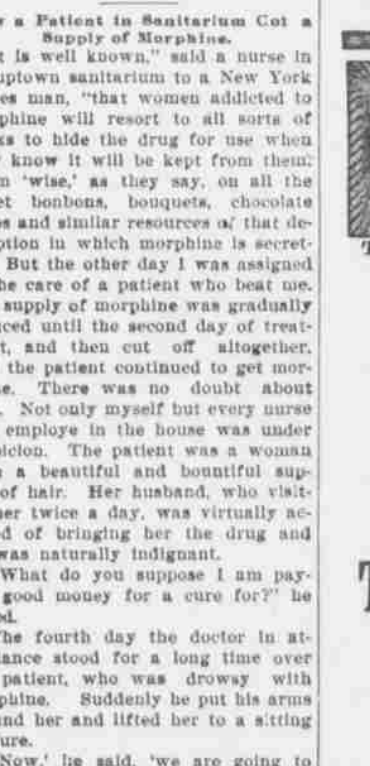 a Patient in Sanitarium Got a
Supply of Morphine.
t is well known," said a nurse in
uptown sanitarium to a New York
es man, "that women addicted to
phine will resort to all sorts of
ks to hide the drug for use when
know it will be kept from them.
m 'wise,' as they say, on all the
et bonbons, bouquets, chocolate
s and similar resources of that de-
ption in which morphine is secret-
But the other day I was assigned
he care of a patient who beat me.
supply of morphine was gradually
uced until the second day of treat-
t, and then cut off altogether.
the patient continued to get mor-
e. There was no doubt about
. Not only myself but every nurse
employe in the house was under
picion. The patient was a woman
a beautiful and bountiful sup-
of hair. Her husband, who visit-
her twice a day, was virtually ac-
d of bringing her the drug and
was naturally indignant.
What do you suppose I am pay-
good money for a cure for?" he
ed.
he fourth day the doctor in at-
ance stood for a long time over
patient, who was drowsy with
phine. Suddenly he put his arms
und her and lifted her to a sitting
ure.
Now,' he said, 'we are going to